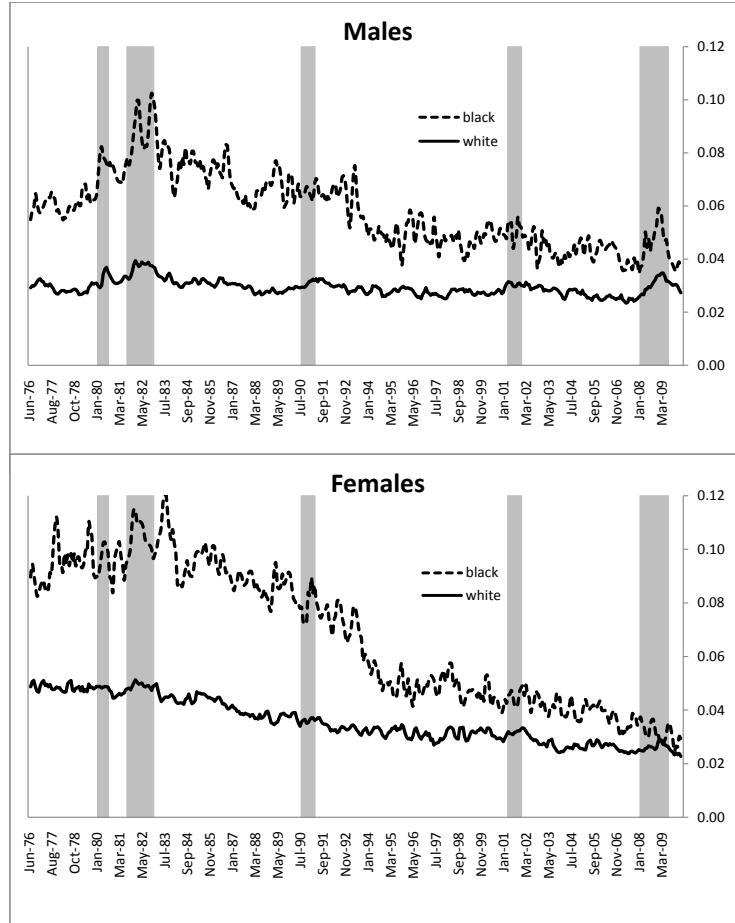 Males
0.12
0.10
0.08
0.06
0.04
0.02
0.00
black
white
Jun-76
Aug-77
Oct-78
Jan-80
Mar-81
May-82
Jul-83
Sep-84
Nov-85
Jan-87
Mar-88
May-89
Jul-90
Sep-91
Nov-92
Jan-94
Mar-95
May-96
Jul-97
Sep-98
Nov-99
Jan-01
Mar-02
May-03
Jul-04
Sep-05
Nov-06
Jan-08
Mar-09
Females
0.12
0.10
0.08
0.06
0.04
0.02
0.00
black
white
Jun-76
Aug-77
Oct-78
Jan-80
Mar-81
May-82
Jul-83
Sep-84
Nov-85
Jan-87
Mar-88
May-89
Jul-90
Sep-91
Nov-92
Jan-94
Mar-95
May-96
Jul-97
Sep-98
Nov-99
Jan-01
Mar-02
May-03
Jul-04
Sep-05
Nov-06
Jan-08
Mar-09